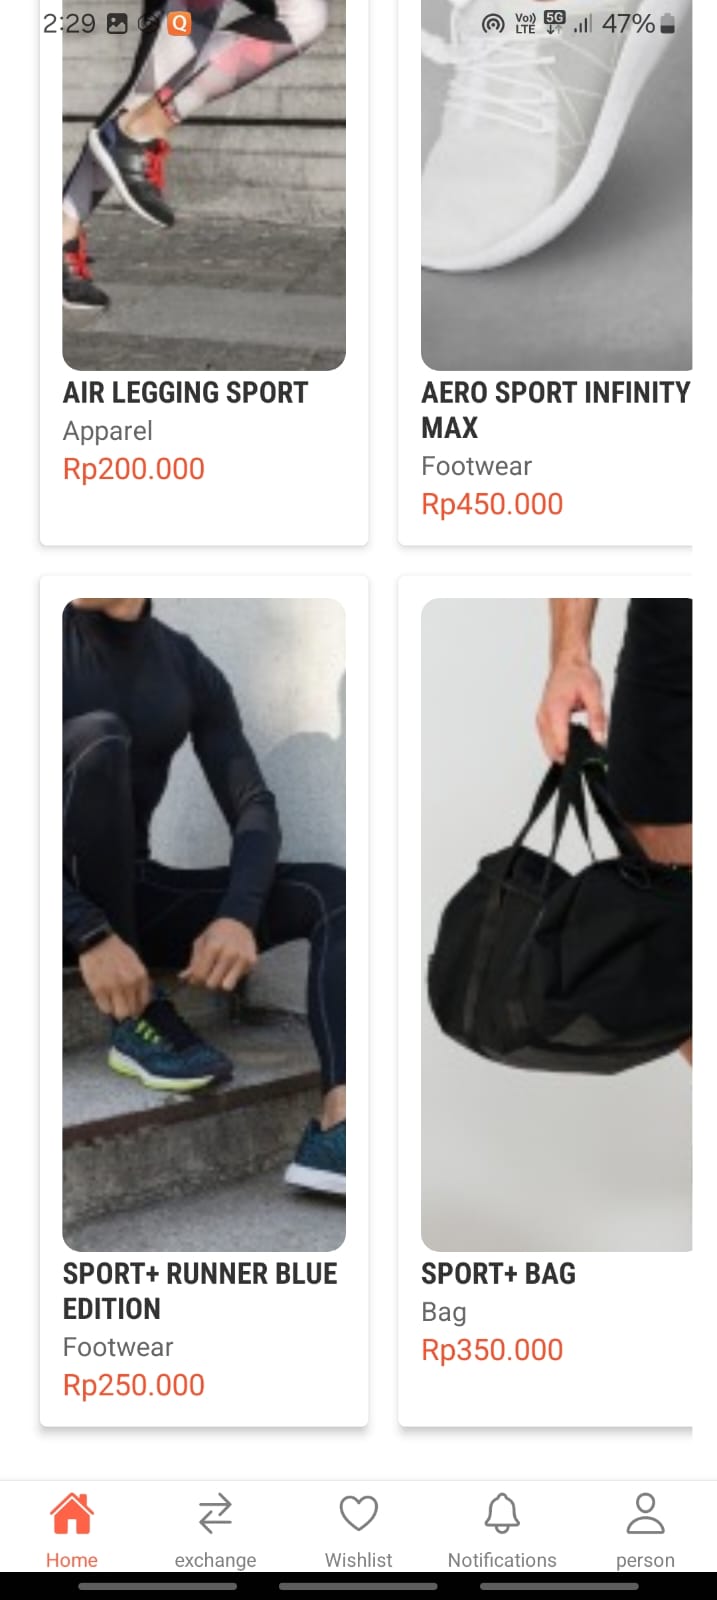 2:29
Q
Vo))
LTE
5G
47%
AIR LEGGING SPORT
Apparel
Rp200.000
AERO SPORT INFINITY
MAX
Footwear
Rp450.000
SPORT+ RUNNER BLUE
EDITION
Footwear
Rp250.000
SPORT+ BAG
Bag
Rp350.000
Home
exchange
Wishlist
Notifications
person